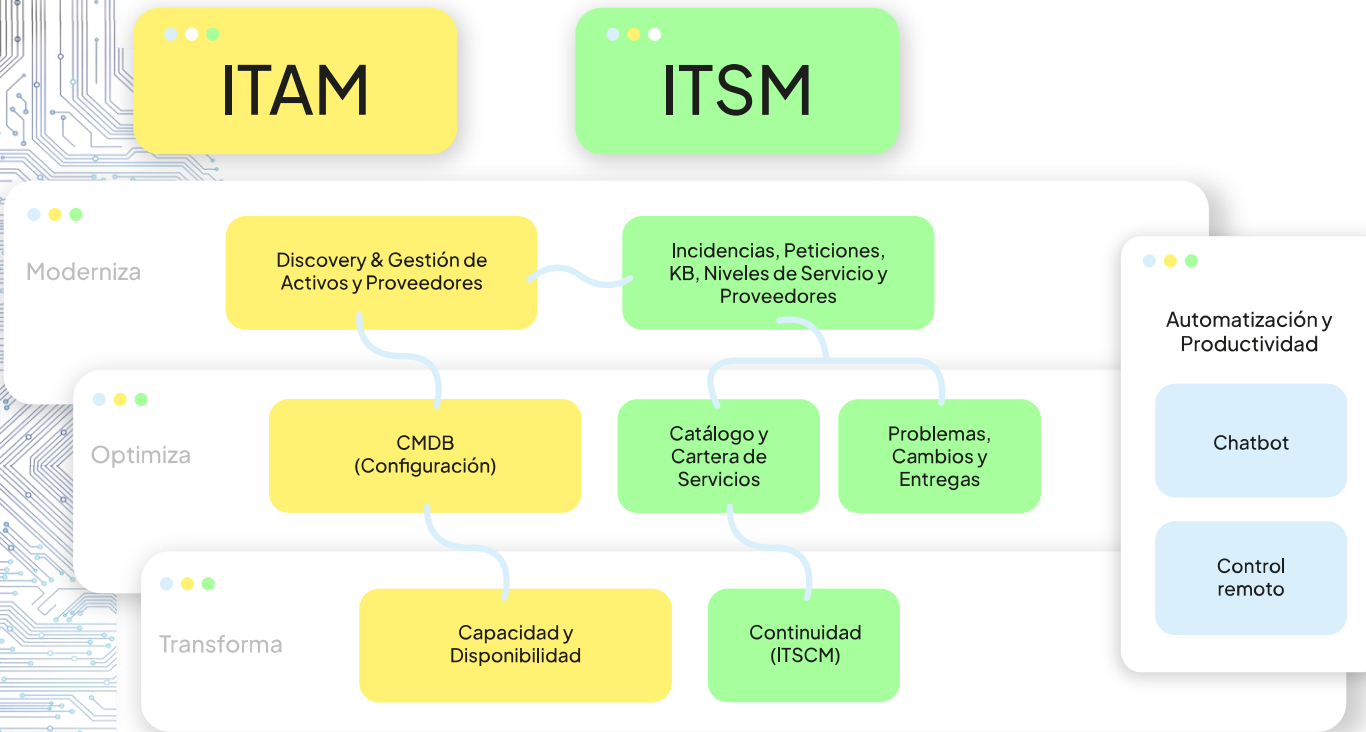 ITAM
ITSM
Moderniza
Discovery & Gestión de
Activos y Proveedores
Incidencias, Peticiones,
KB, Niveles de Servicio y
Proveedores
Automatización y
Productividad
Chatbot
Control
remoto
Optimiza
CMDB
(Configuración)
Catálogo y
Cartera de
Servicios
Problemas,
Cambios y
Entregas
Transforma
Capacidad y
Disponibilidad
Continuidad
(ITSCM)